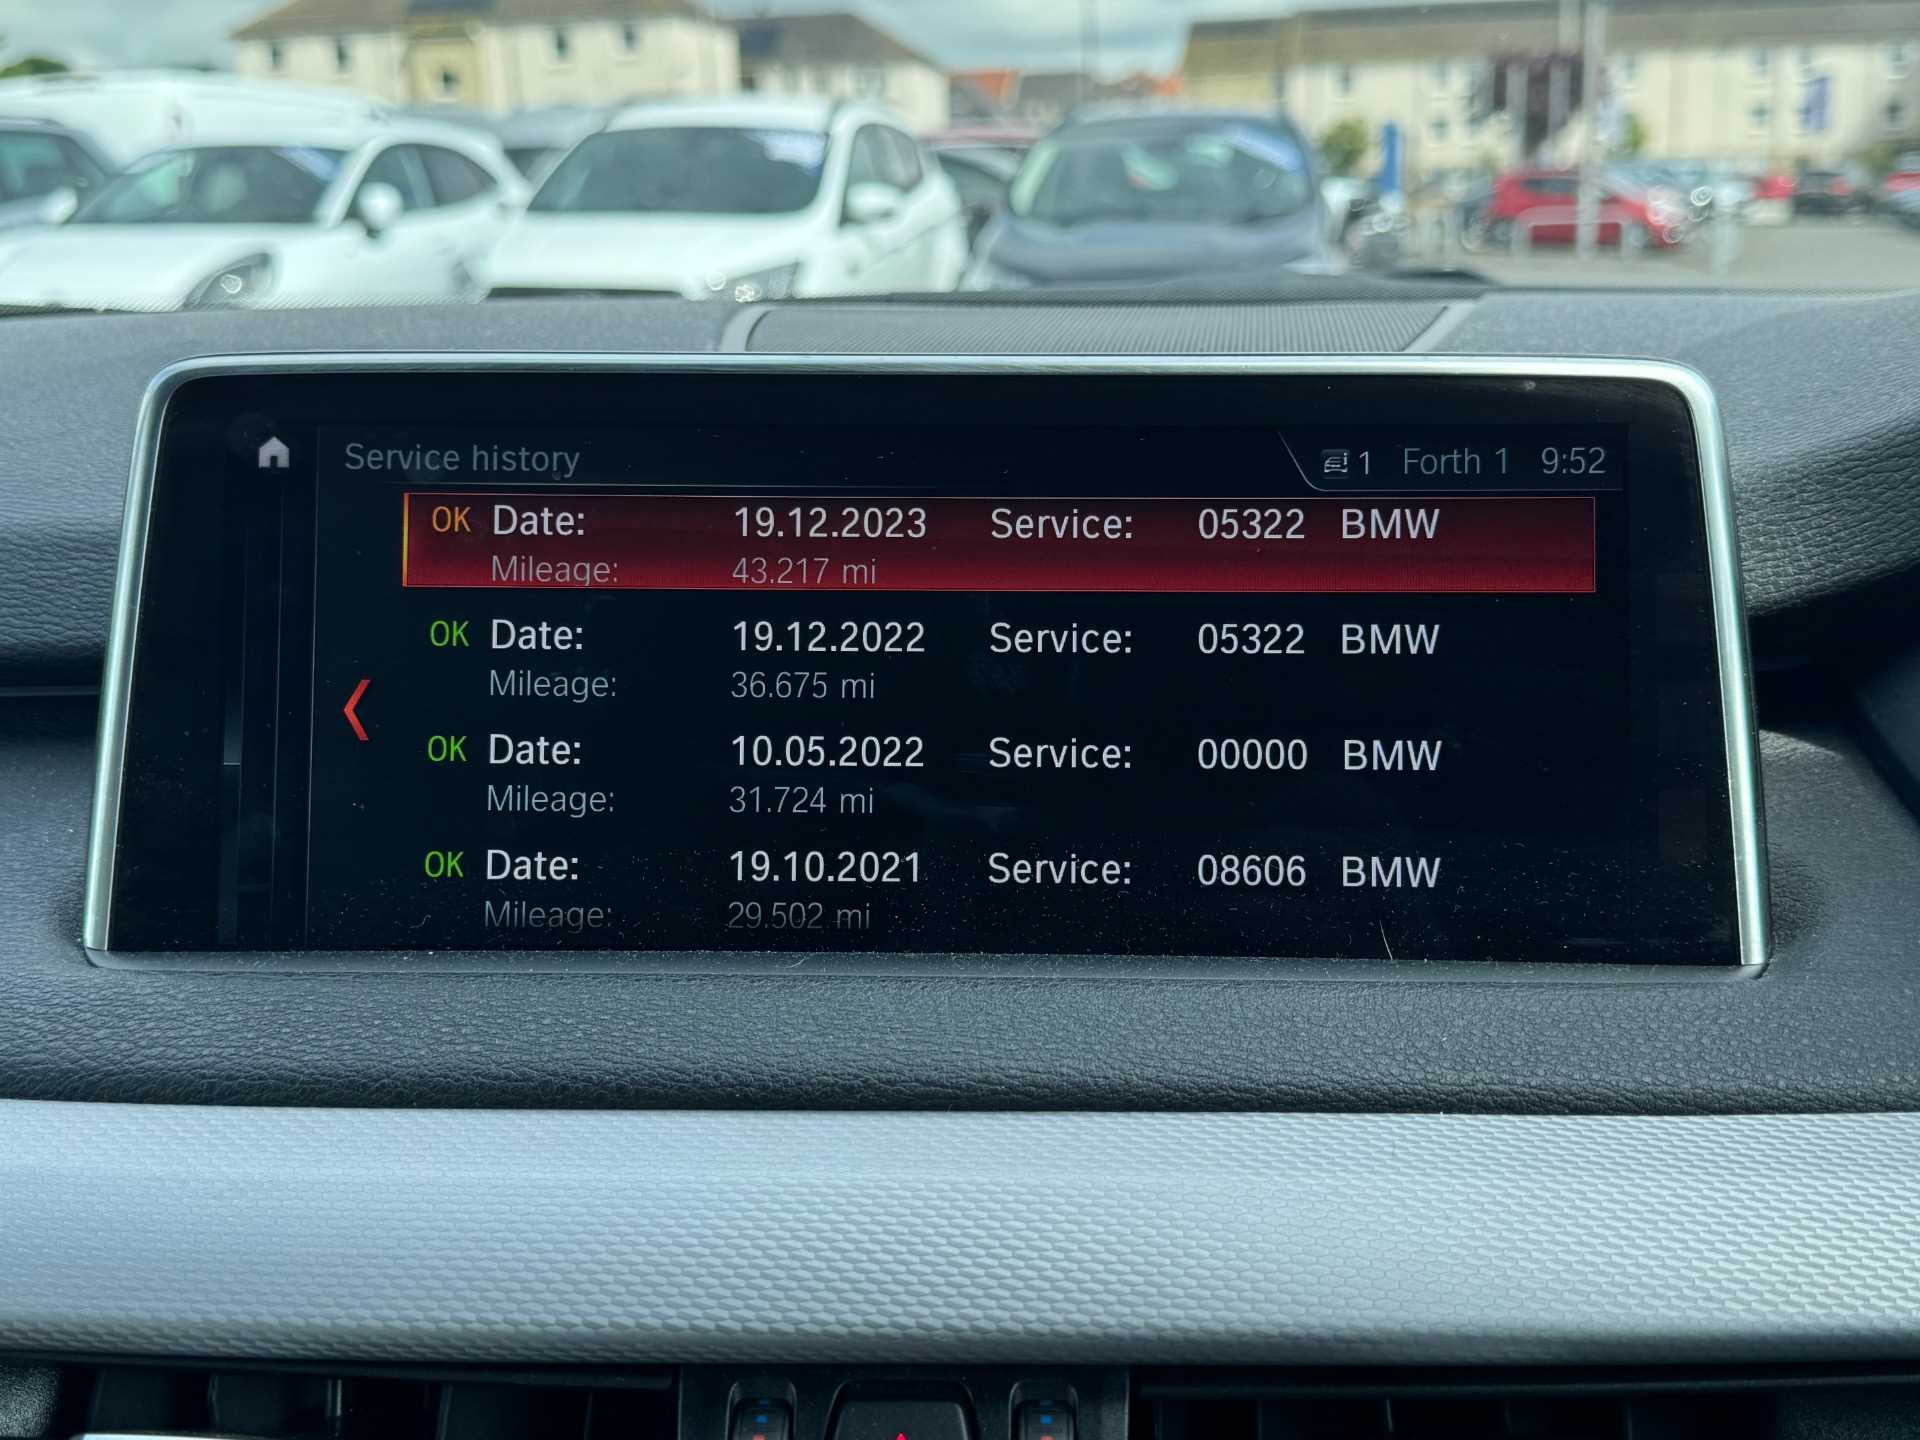 Service history 1 Forth 1 9:52
OK Date: 19.12.2023 Service: 05322 BMW
Mileage: 43.217 mi
OK Date: 19.12.2022 Service: 05322 BMW
Mileage: 36.675 mi
OK Date: 10.05.2022 Service: 00000 BMW
Mileage: 31.724 mi
OK Date: 19.10.2021 Service: 08606 BMW
Mileage: 29.502 mi